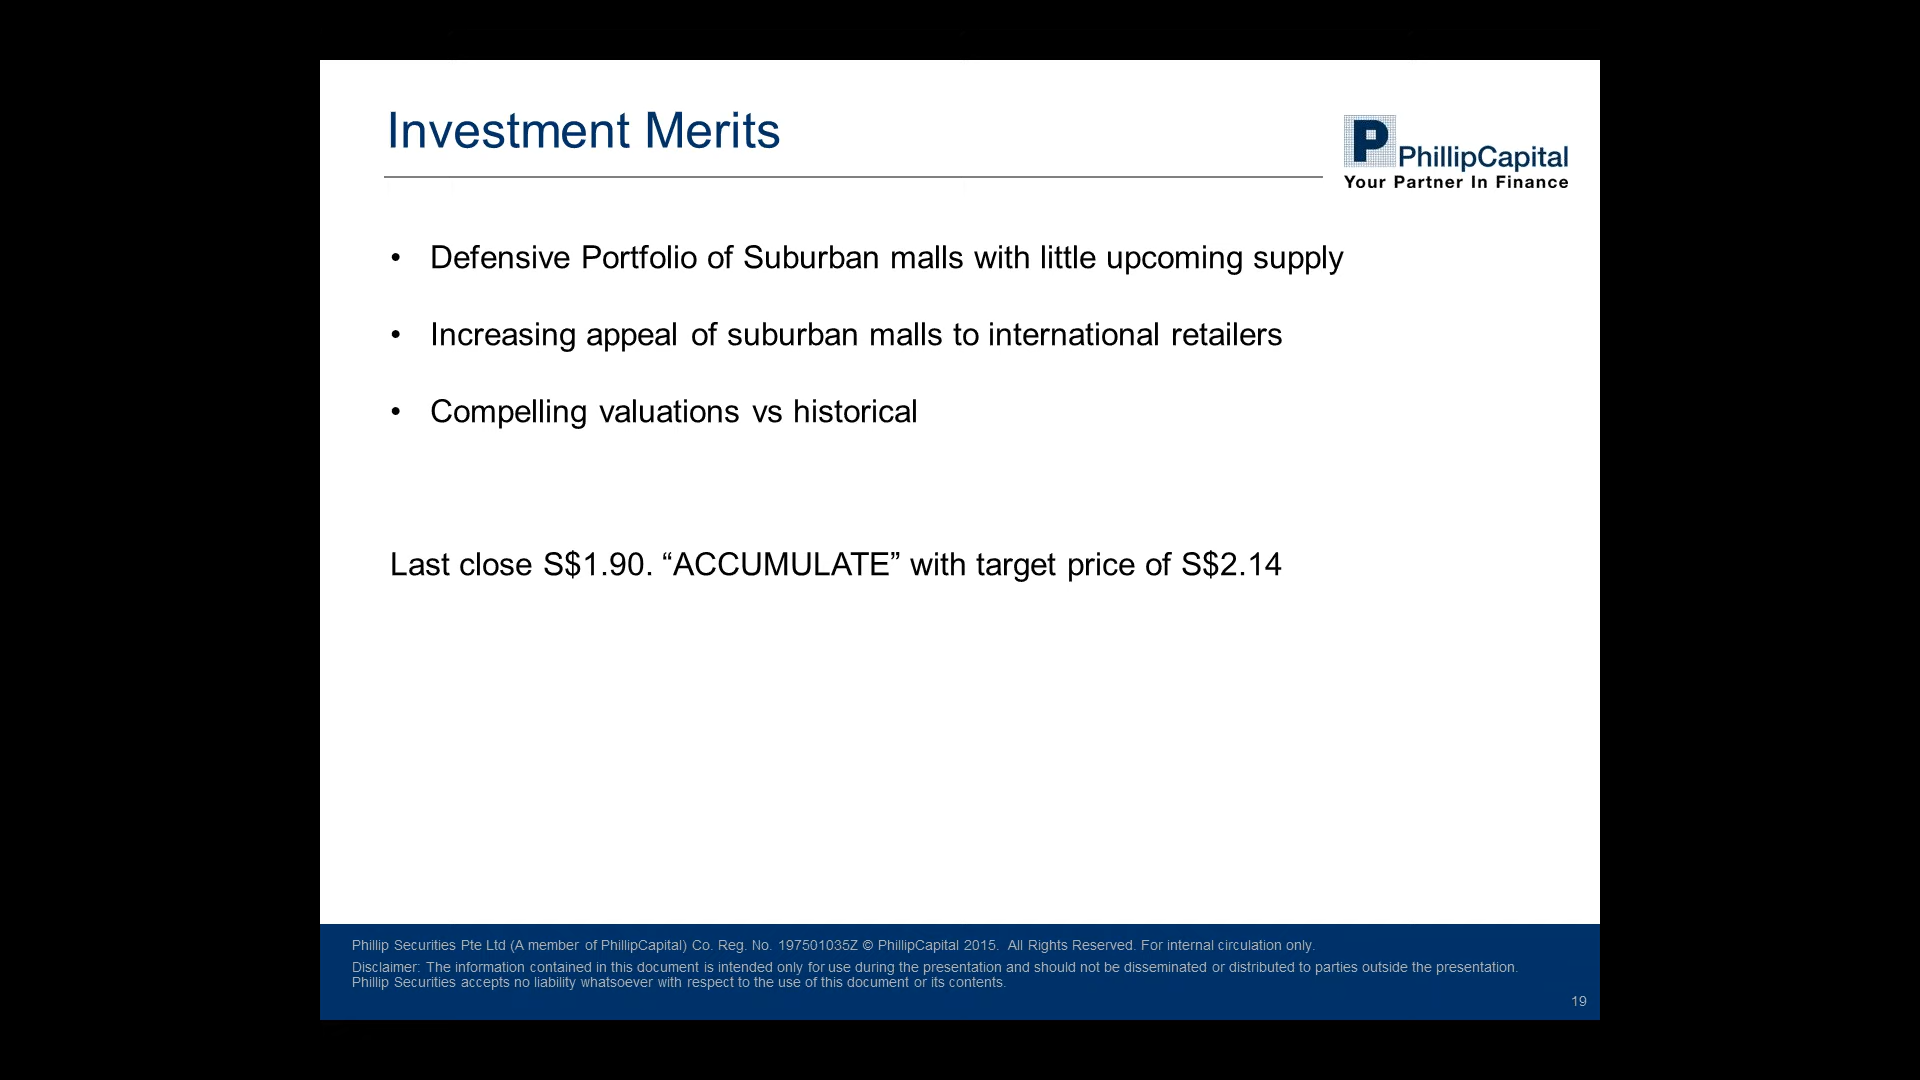 Investment Merits
PhillipCapital
Your Partner In Finance
• Defensive Portfolio of Suburban malls with little upcoming supply
• Increasing appeal of suburban malls to international retailers
• Compelling valuations vs historical
Last close S$1.90. “ACCUMULATE” with target price of S$2.14
Phillip Securities Pte Ltd (A member of PhillipCapital) Co. Reg. No. 197501035Z © PhillipCapital 2015. All Rights Reserved. For internal circulation only.
Disclaimer: The information contained in this document is intended only for use during the presentation and should not be disseminated or distributed to parties outside the presentation.
Phillip Securities accepts no liability whatsoever with respect to the use of this document or its contents.
19